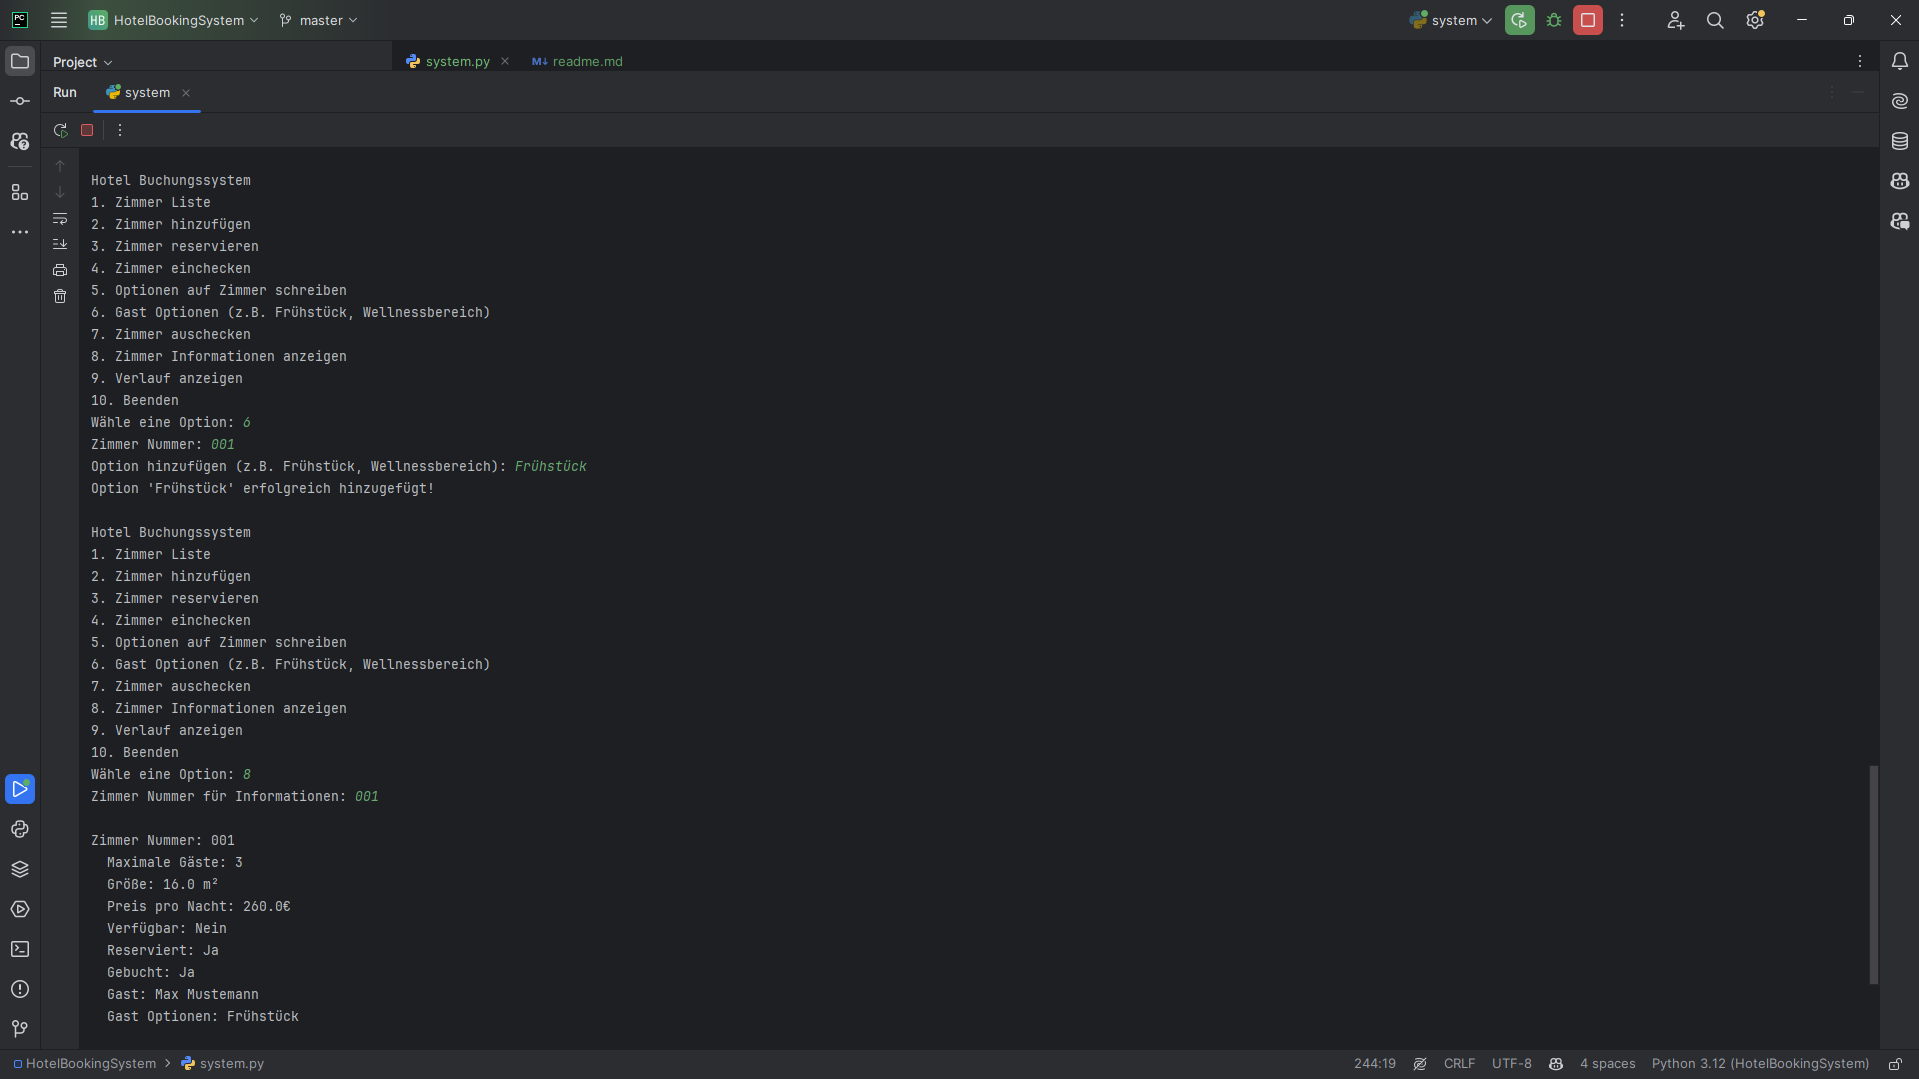 HB HotelBookingSystem master system
Project system.py M↓ readme.md
Run system
Hotel Buchungssystem
1. Zimmer Liste
2. Zimmer hinzufügen
3. Zimmer reservieren
4. Zimmer einchecken
5. Optionen auf Zimmer schreiben
6. Gast Optionen (z.B. Frühstück, Wellnessbereich)
7. Zimmer auschecken
8. Zimmer Informationen anzeigen
9. Verlauf anzeigen
10. Beenden
Wähle eine Option: 6
Zimmer Nummer: 001
Option hinzufügen (z.B. Frühstück, Wellnessbereich): Frühstück
Option 'Frühstück' erfolgreich hinzugefügt!
Hotel Buchungssystem
1. Zimmer Liste
2. Zimmer hinzufügen
3. Zimmer reservieren
4. Zimmer einchecken
5. Optionen auf Zimmer schreiben
6. Gast Optionen (z.B. Frühstück, Wellnessbereich)
7. Zimmer auschecken
8. Zimmer Informationen anzeigen
9. Verlauf anzeigen
10. Beenden
Wähle eine Option: 8
Zimmer Nummer für Informationen: 001
Zimmer Nummer: 001
Maximale Gäste: 3
Größe: 16.0 m²
Preis pro Nacht: 260.0€
Verfügbar: Nein
Reserviert: Ja
Gebucht: Ja
Gast: Max Mustemann
Gast Optionen: Frühstück
HotelBookingSystem > system.py 244:19 CRLF UTF-8 4 spaces Python 3.12 (HotelBookingSystem)